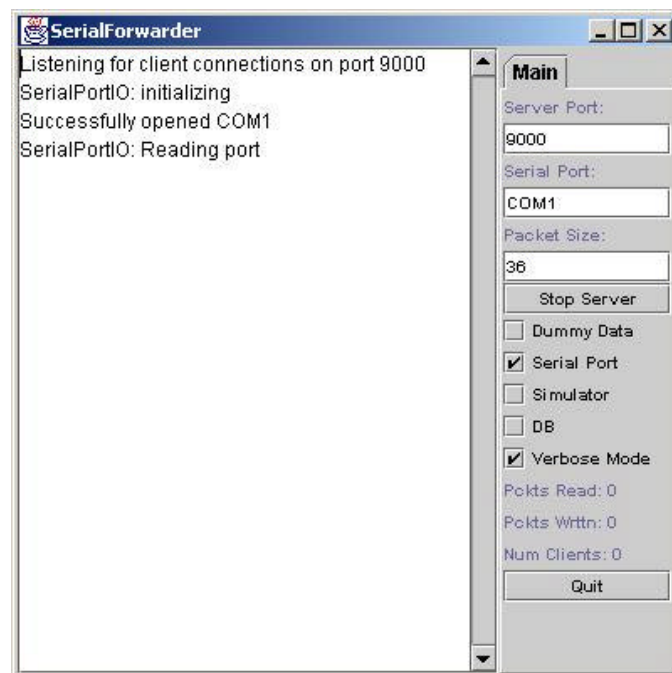 SerialForwarder
Listening for client connections on port 9000
SerialPortIO: initializing
Successfully opened COM1
SerialPortIO: Reading port
Main
Server Port:
9000
Serial Port:
COM1
Packet Size:
36
Stop Server
Dummy Data
Serial Port
Simulator
DB
Verbose Mode
Pckts Read: 0
Pckts Wrttn: 0
Num Clients: 0
Quit